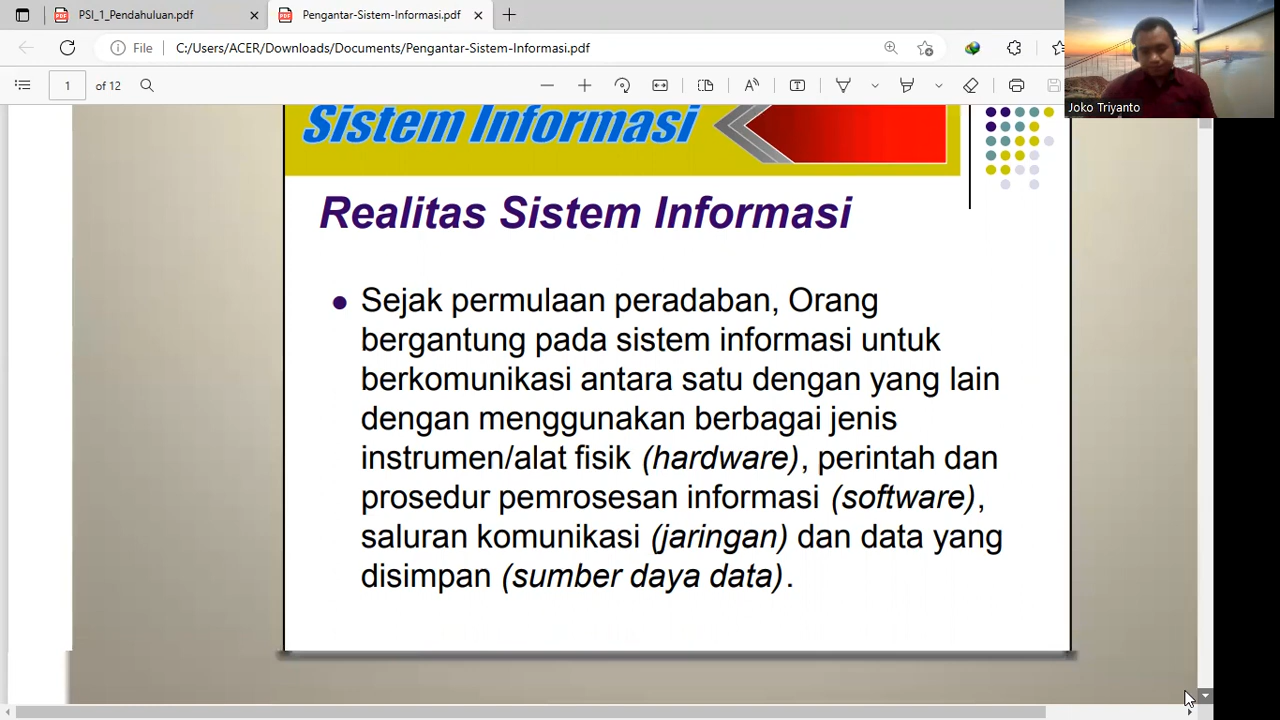 PSI_1_Pendahuluan.pdf
Pengantar-Sistem-Informasi.pdf
File
C:/Users/ACER/Downloads/Documents/Pengantar-Sistem-Informasi.pdf
1 of 12
Joko Triyanto
Sistem Informasi
Realitas Sistem Informasi
● Sejak permulaan peradaban, Orang
bergantung pada sistem informasi untuk
berkomunikasi antara satu dengan yang lain
dengan menggunakan berbagai jenis
instrumen/alat fisik (hardware), perintah dan
prosedur pemrosesan informasi (software),
saluran komunikasi (jaringan) dan data yang
disimpan (sumber daya data).